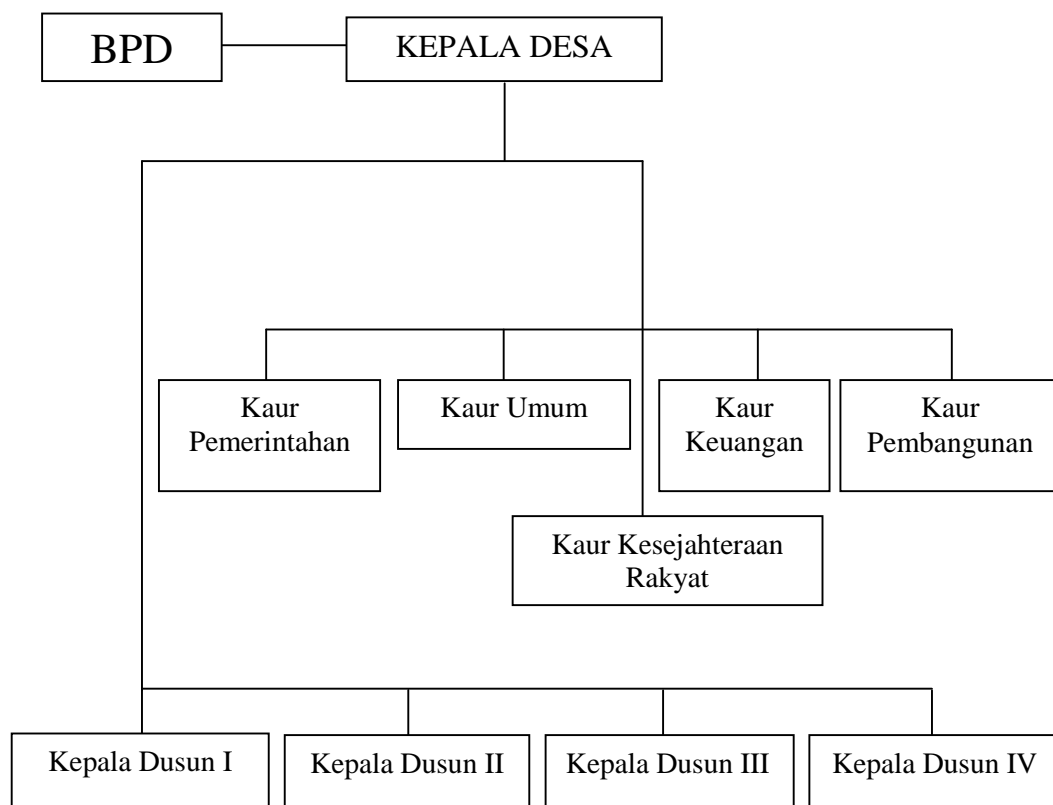 BPD
KEPALA DESA
Kaur
Pemerintahan
Kaur Umum
Kaur
Keuangan
Kaur
Pembangunan
Kaur Kesejahteraan
Rakyat
Kepala Dusun I
Kepala Dusun II
Kepala Dusun III
Kepala Dusun IV